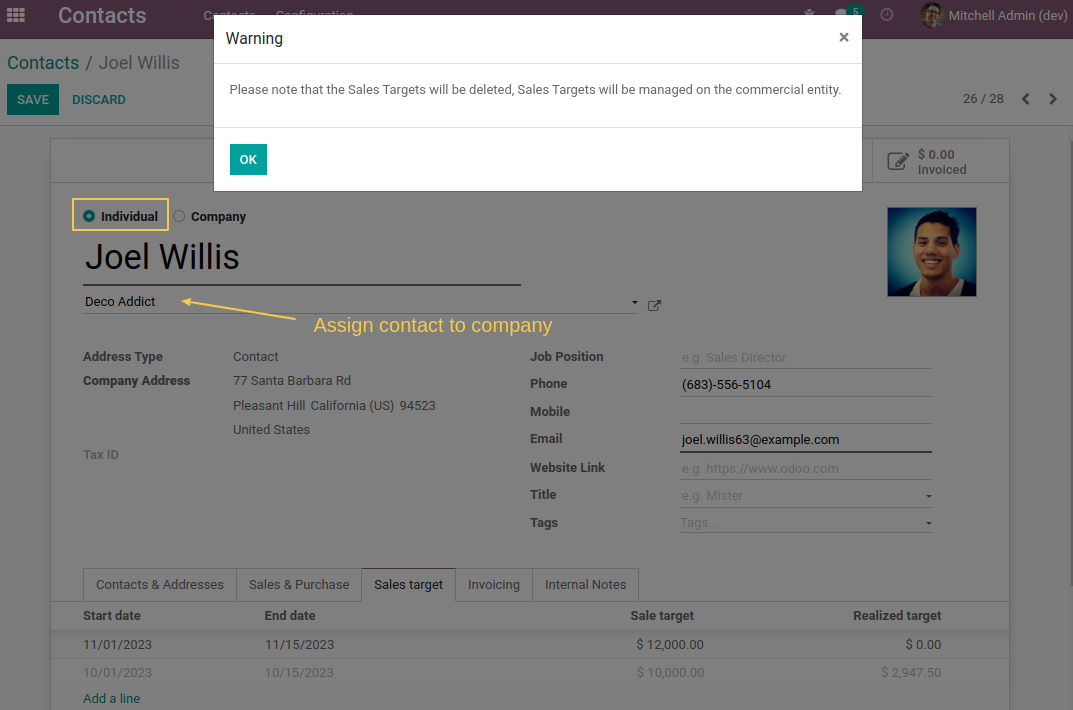 Contacts Contacts Configuration 5 Mitchell Admin (dev)
Warning ×
Contacts / Joel Willis
Please note that the Sales Targets will be deleted, Sales Targets will be managed on the commercial entity.
SAVE DISCARD 26 / 28
OK
$ 0.00
Invoiced
Individual Company
Joel Willis
Deco Addict
Assign contact to company
Address Type Contact Job Position e.g. Sales Director
Company Address 77 Santa Barbara Rd Phone (683)-556-5104
Pleasant Hill California (US) 94523 Mobile
United States Email joel.willis63@example.com
Tax ID Website Link e.g. https://www.odoo.com
Title e.g. Mister
Tags Tags...
Contacts & Addresses Sales & Purchase Sales target Invoicing Internal Notes
Start date End date Sale target Realized target
11/01/2023 11/15/2023 $ 12,000.00 $ 0.00
10/01/2023 10/15/2023 $ 10,000.00 $ 2,947.50
Add a line